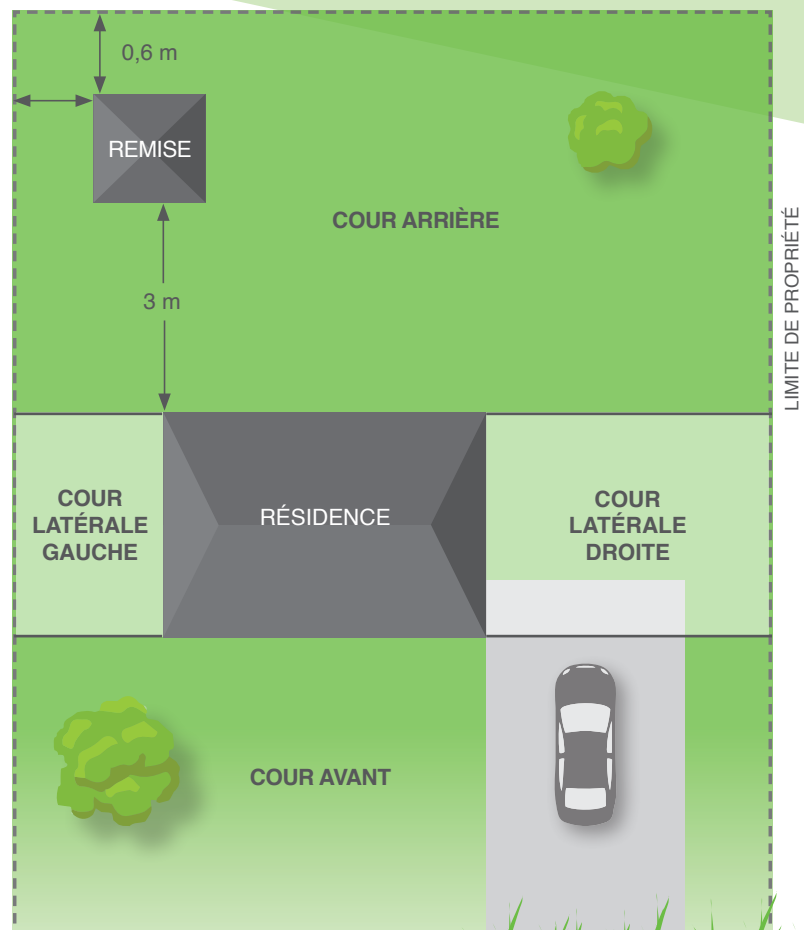 0,6 m
REMISE
COUR ARRIÈRE
LIMITE DE PROPRIÉTÉ
3 m
COUR
LATÉRALE
GAUCHE
RÉSIDENCE
COUR
LATÉRALE
DROITE
COUR AVANT